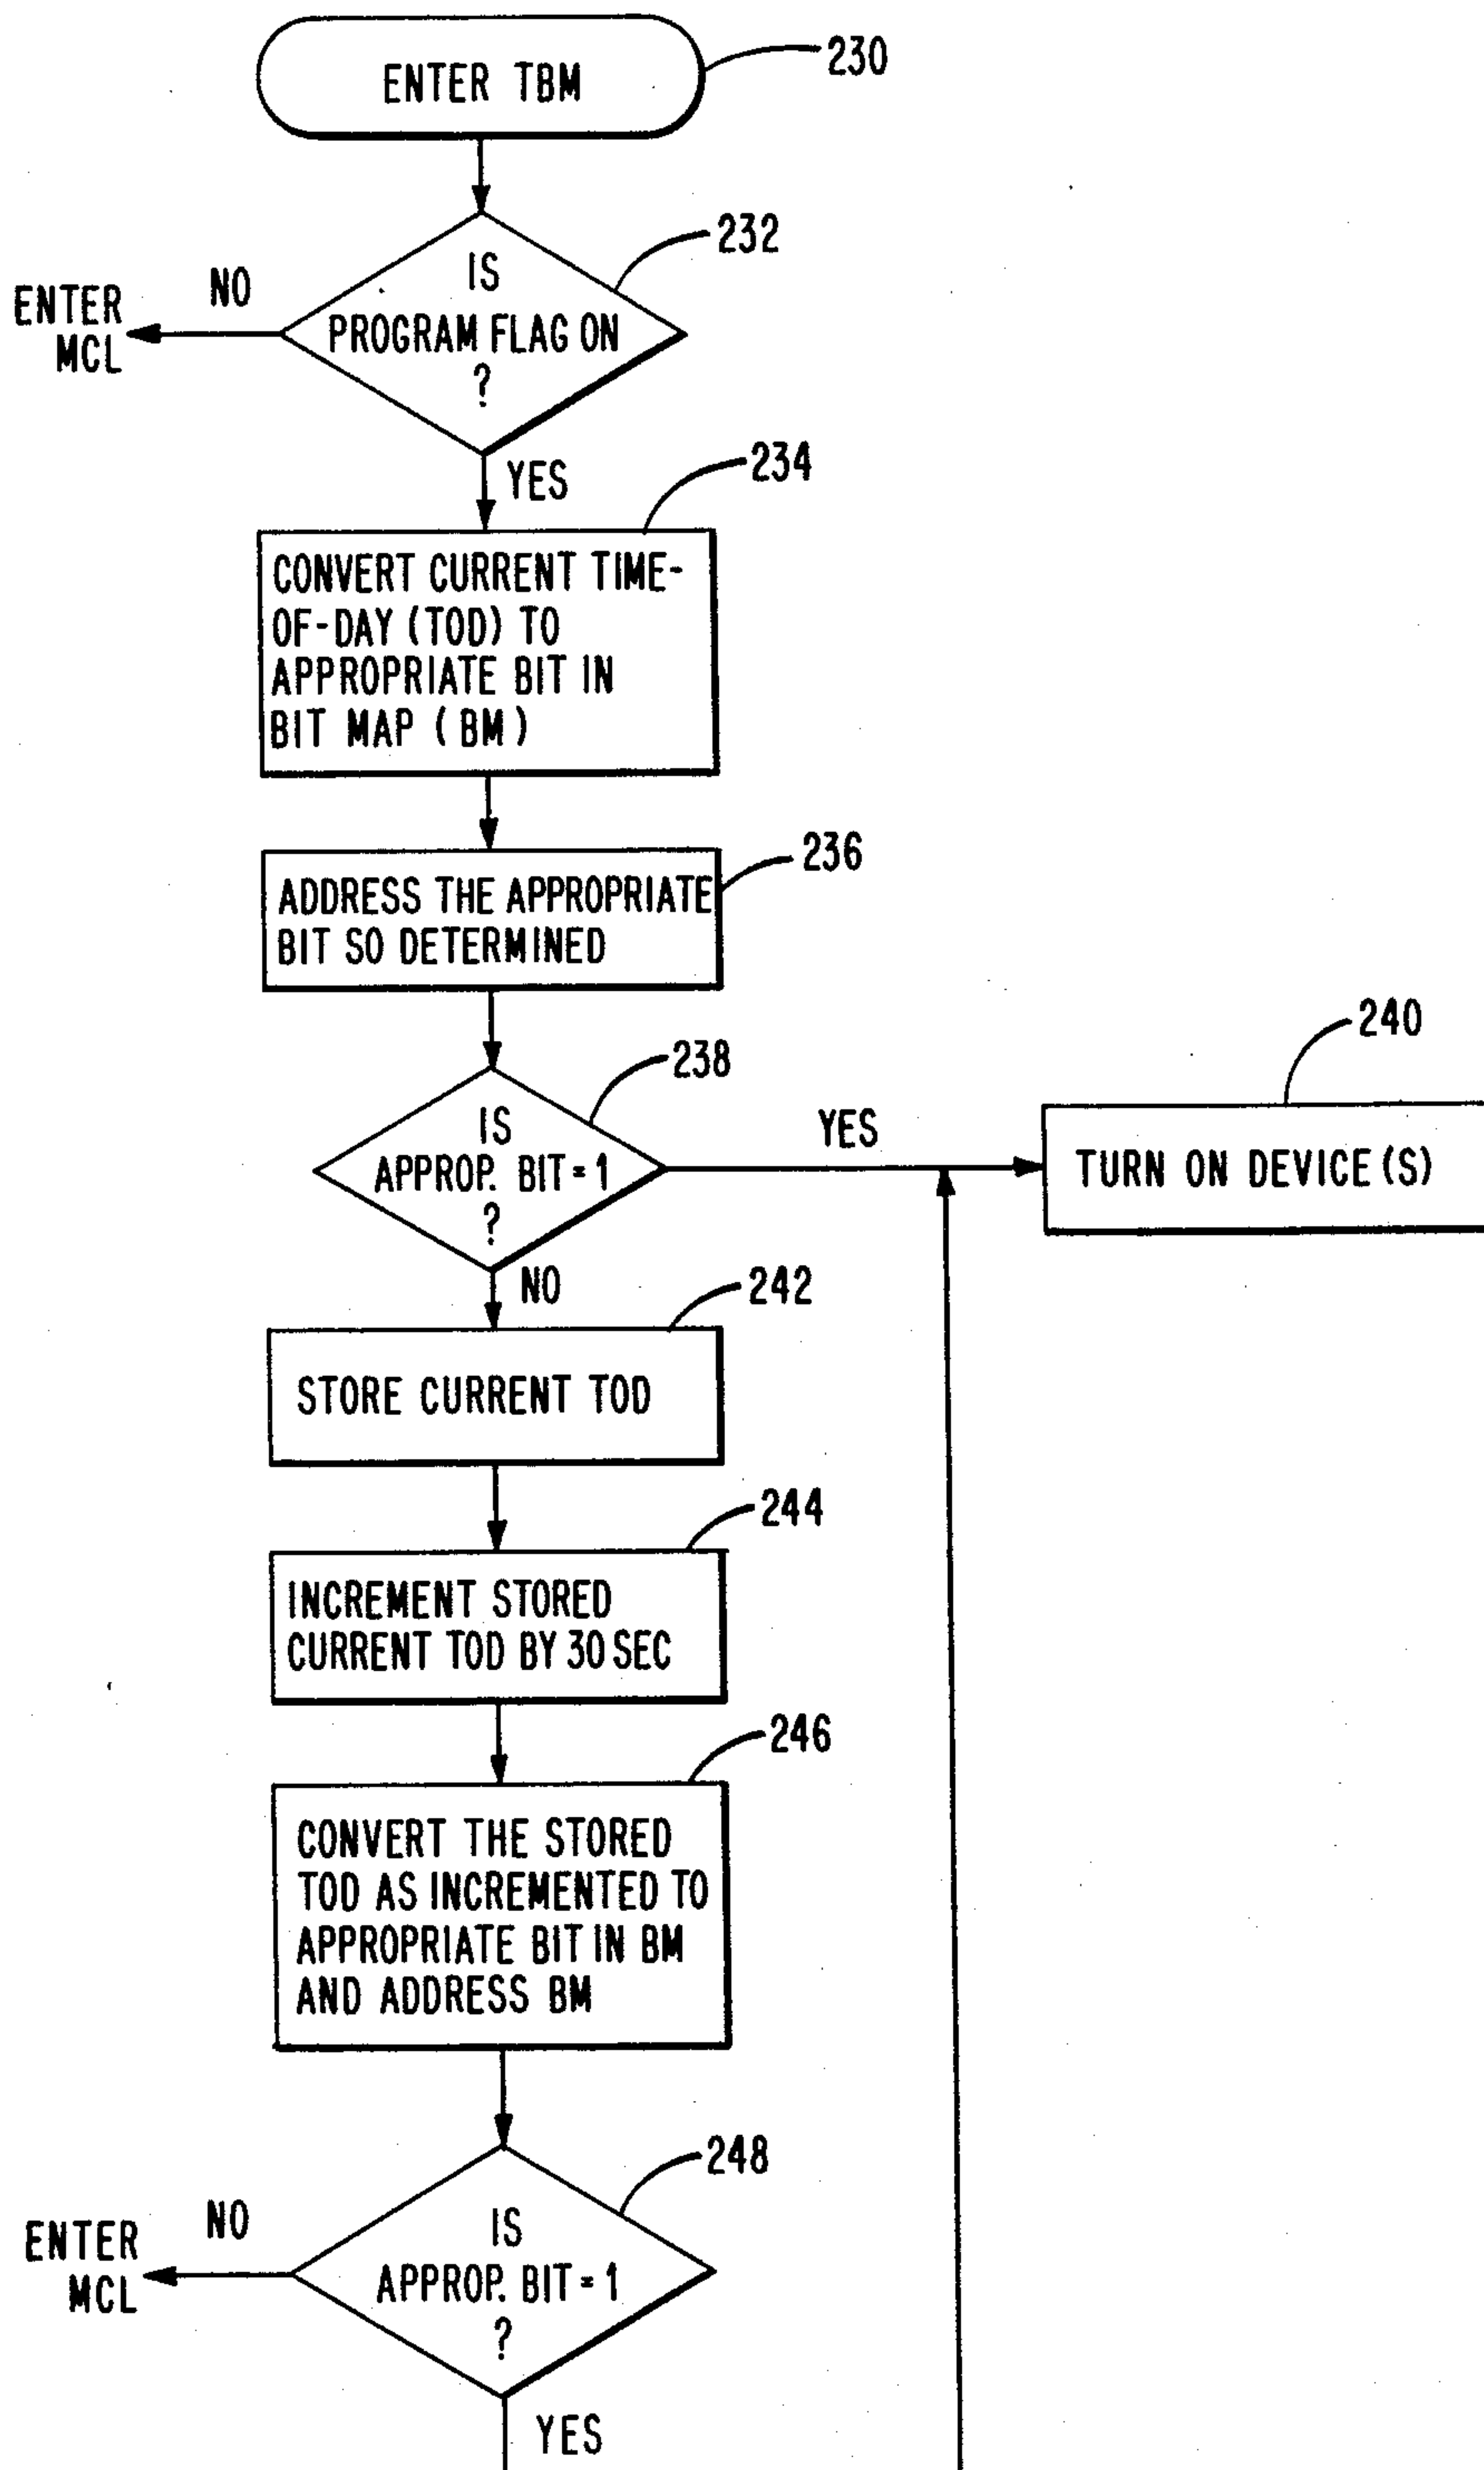 ENTER TBM
230
232
IS
PROGRAM FLAG ON
?
NO
ENTER
MCL
YES
234
CONVERT CURRENT TIME-
OF-DAY (TOD) TO
APPROPRIATE BIT IN
BIT MAP (BM)
236
ADDRESS THE APPROPRIATE
BIT SO DETERMINED
238
IS
APPROP. BIT = 1
?
YES
240
TURN ON DEVICE(S)
NO
242
STORE CURRENT TOD
244
INCREMENT STORED
CURRENT TOD BY 30 SEC
246
CONVERT THE STORED
TOD AS INCREMENTED TO
APPROPRIATE BIT IN BM
AND ADDRESS BM
248
IS
APPROP. BIT = 1
?
NO
ENTER
MCL
YES